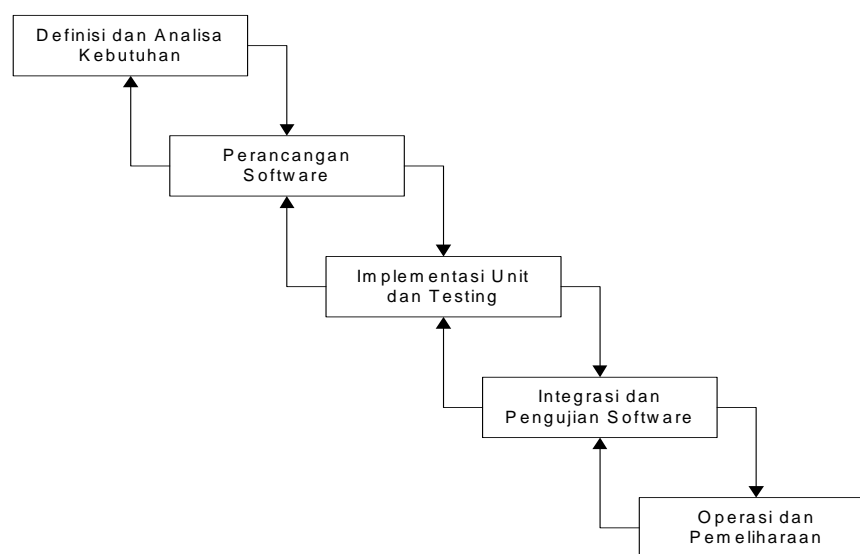 Definisi dan Analisa
Kebutuhan
Perancangan
Software
Implementasi Unit
dan Testing
Integrasi dan
Pengujian Software
Operasi dan
Pemeliharaan